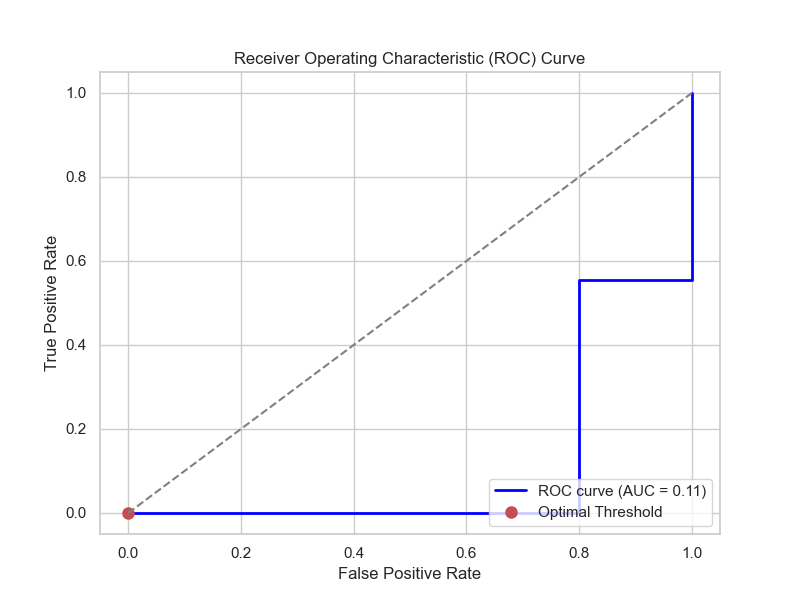 Receiver Operating Characteristic (ROC) Curve
True Positive Rate
1.0
0.8
0.6
0.4
0.2
0.0
ROC curve (AUC = 0.11)
Optimal Threshold
0.0 0.2 0.4 0.6 0.8 1.0
False Positive Rate